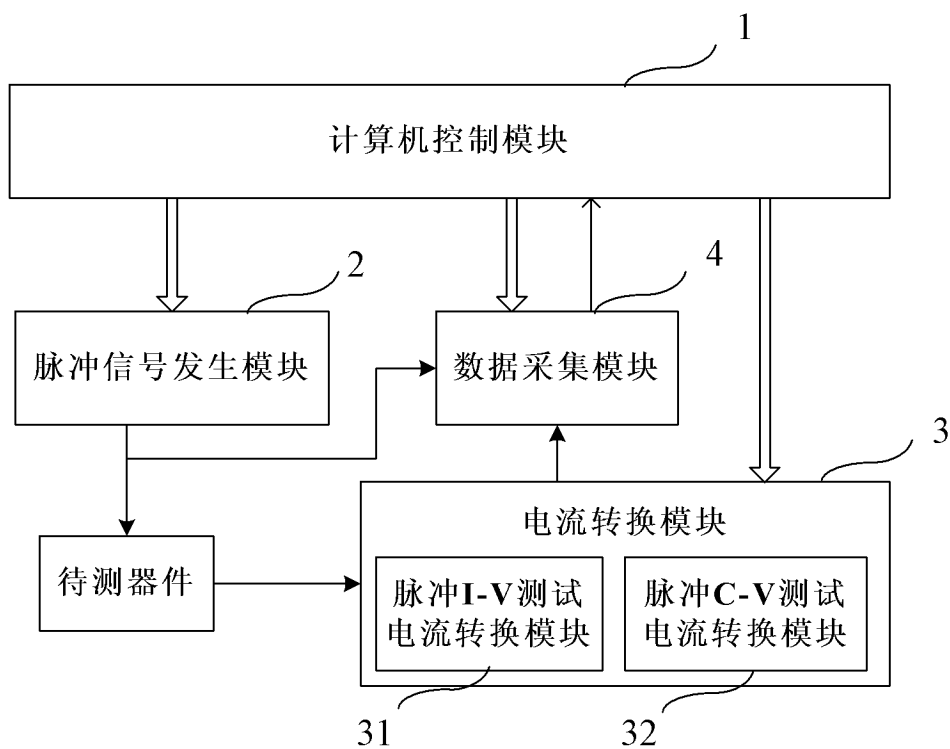 1
计算机控制模块
2
4
脉冲信号发生模块
数据采集模块
3
电流转换模块
待测器件
脉冲I-V测试
电流转换模块
脉冲C-V测试
电流转换模块
31
32